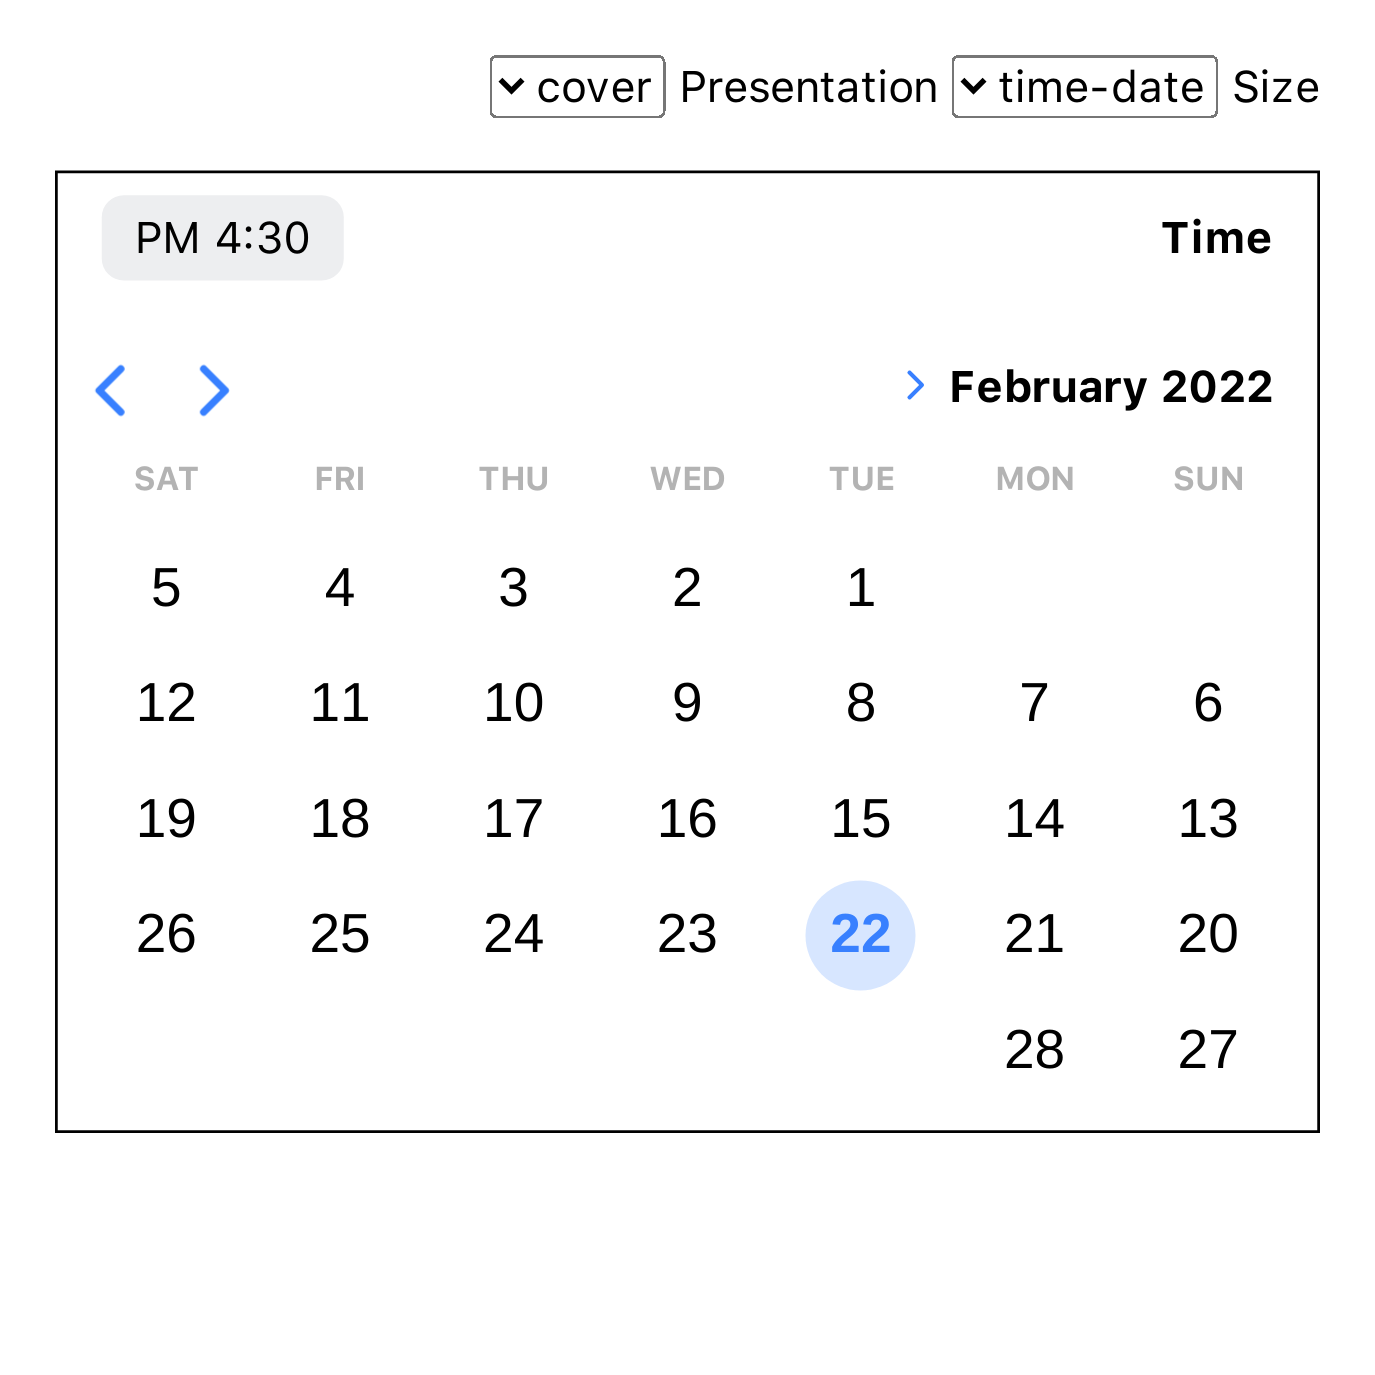 cover Presentation time-date Size
PM 4:30 Time
February 2022
SAT FRI THU WED TUE MON SUN
5 4 3 2 1
12 11 10 9 8 7 6
19 18 17 16 15 14 13
26 25 24 23 22 21 20
28 27